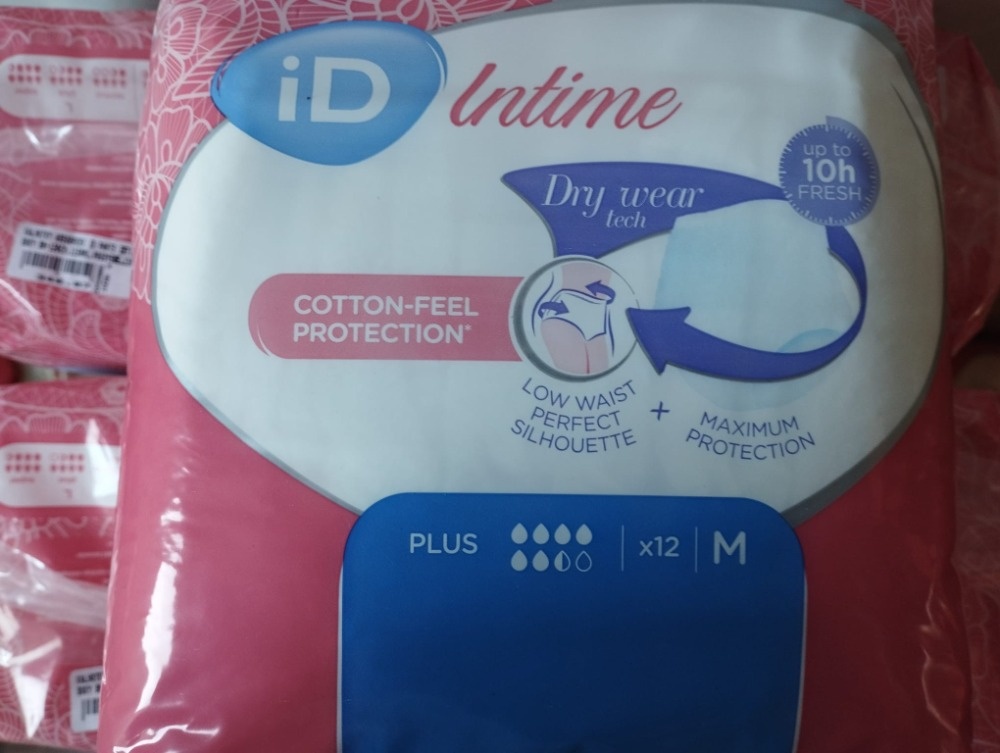 iD Intime
up to
10h
FRESH
Dry wear
tech
COTTON-FEEL
PROTECTION*
LOW WAIST
PERFECT
SILHOUETTE
+
MAXIMUM
PROTECTION
PLUS x12 M